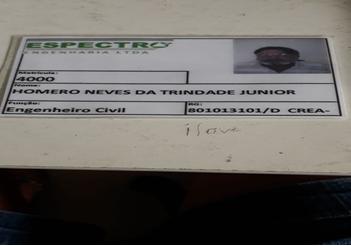 ESPECTRO
ENGENHARIA LTDA
Matrícula:
4000
Nome:
HOMERO NEVES DA TRINDADE JUNIOR
Função:
Engenheiro Civil
RG:
801013101/D CREA-